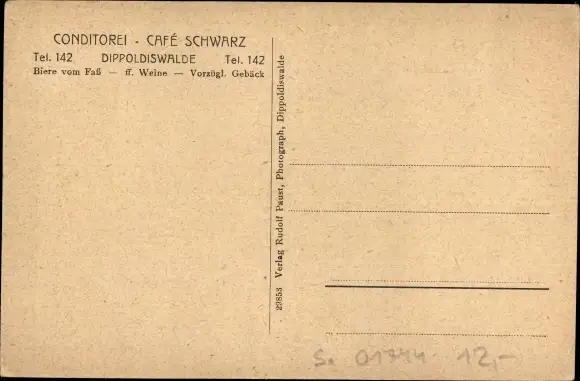 CONDITOREI - CAFÉ SCHWARZ
Tel. 142 DIPPOLDISWALDE Tel. 142
Biere vom Faß — ff. Weine — Vorzügl. Gebäck
29853 Verlag Rudolf Paust, Photograph, Dippoldiswalde
S. 01744 12,-